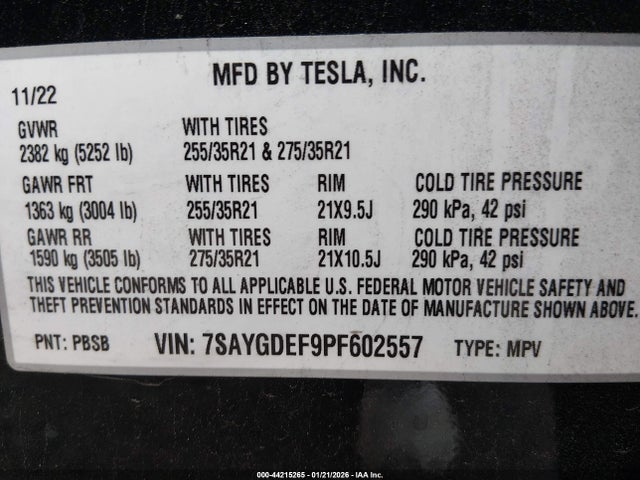 MFD BY TESLA, INC.
11/22
GVWR WITH TIRES
2382 kg (5252 lb) 255/35R21 & 275/35R21
GAWR FRT WITH TIRES RIM COLD TIRE PRESSURE
1363 kg (3004 lb) 255/35R21 21X9.5J 290 kPa, 42 psi
GAWR RR WITH TIRES RIM COLD TIRE PRESSURE
1590 kg (3505 lb) 275/35R21 21X10.5J 290 kPa, 42 psi
THIS VEHICLE CONFORMS TO ALL APPLICABLE U.S. FEDERAL MOTOR VEHICLE SAFETY AND
THEFT PREVENTION STANDARDS IN EFFECT ON THE DATE OF MANUFACTURE SHOWN ABOVE.
PNT: PBSB VIN: 7SAYGDEF9PF602557 TYPE: MPV
000-44215265 - 01/21/2026 - IAA Inc.